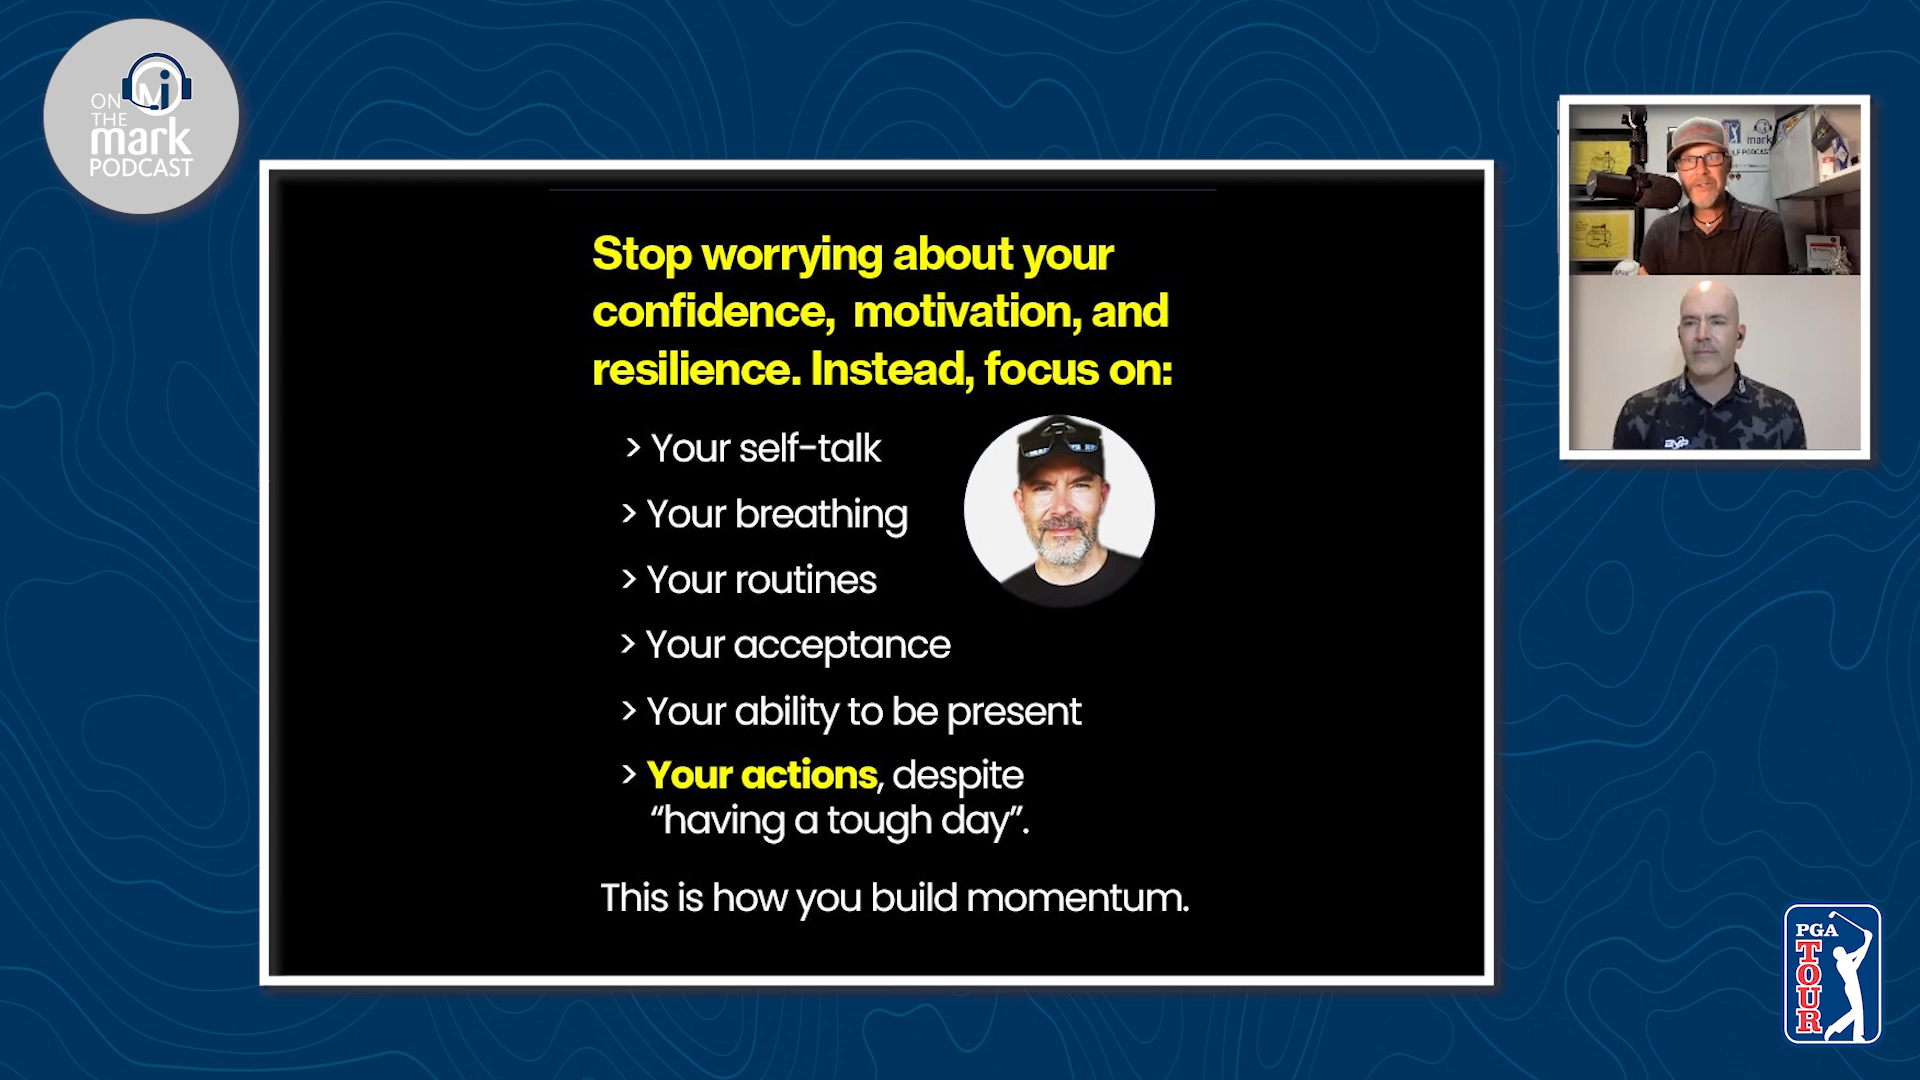 ON
THE
mark
PODCAST
Stop worrying about your
confidence, motivation, and
resilience. Instead, focus on:
> Your self-talk
> Your breathing
> Your routines
> Your acceptance
> Your ability to be present
> Your actions, despite
“having a tough day”.
This is how you build momentum.
mark
PGA
TOUR